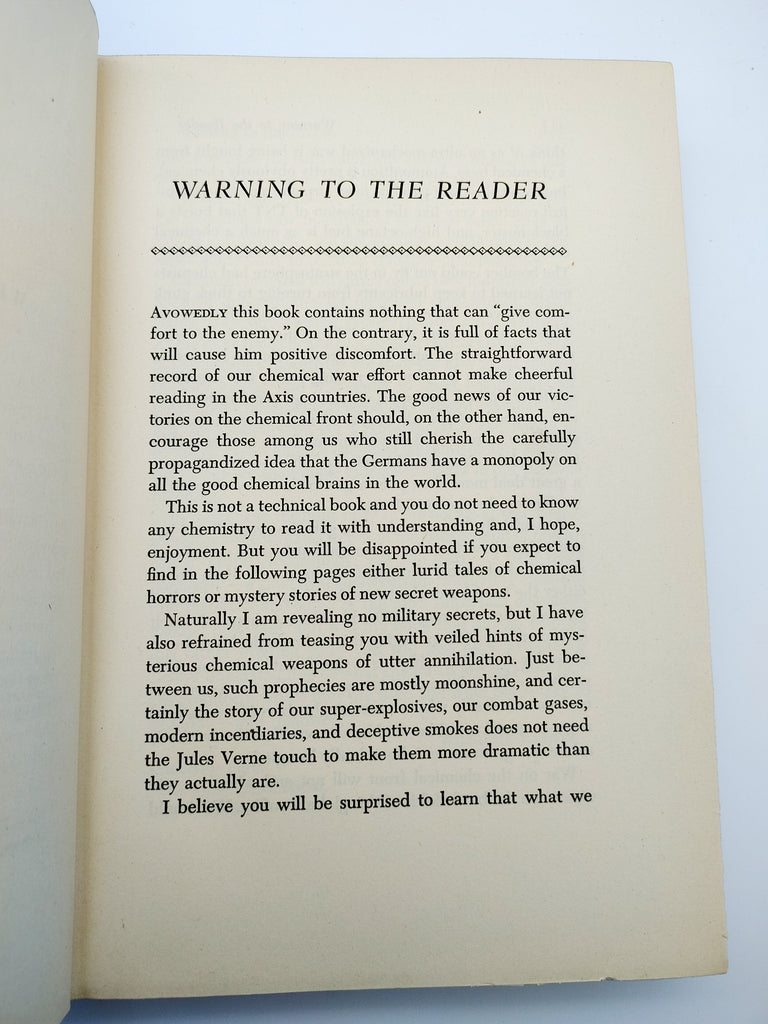 WARNING TO THE READER
AVOWEDLY this book contains nothing that can “give com-
fort to the enemy.” On the contrary, it is full of facts that
will cause him positive discomfort. The straightforward
record of our chemical war effort cannot make cheerful
reading in the Axis countries. The good news of our vic-
tories on the chemical front should, on the other hand, en-
courage those among us who still cherish the carefully
propagandized idea that the Germans have a monopoly on
all the good chemical brains in the world.
This is not a technical book and you do not need to know
any chemistry to read it with understanding and, I hope,
enjoyment. But you will be disappointed if you expect to
find in the following pages either lurid tales of chemical
horrors or mystery stories of new secret weapons.
Naturally I am revealing no military secrets, but I have
also refrained from teasing you with veiled hints of mys-
terious chemical weapons of utter annihilation. Just be-
tween us, such prophecies are mostly moonshine, and cer-
tainly the story of our super-explosives, our combat gases,
modern incendiaries, and deceptive smokes does not need
the Jules Verne touch to make them more dramatic than
they actually are.
I believe you will be surprised to learn that what we